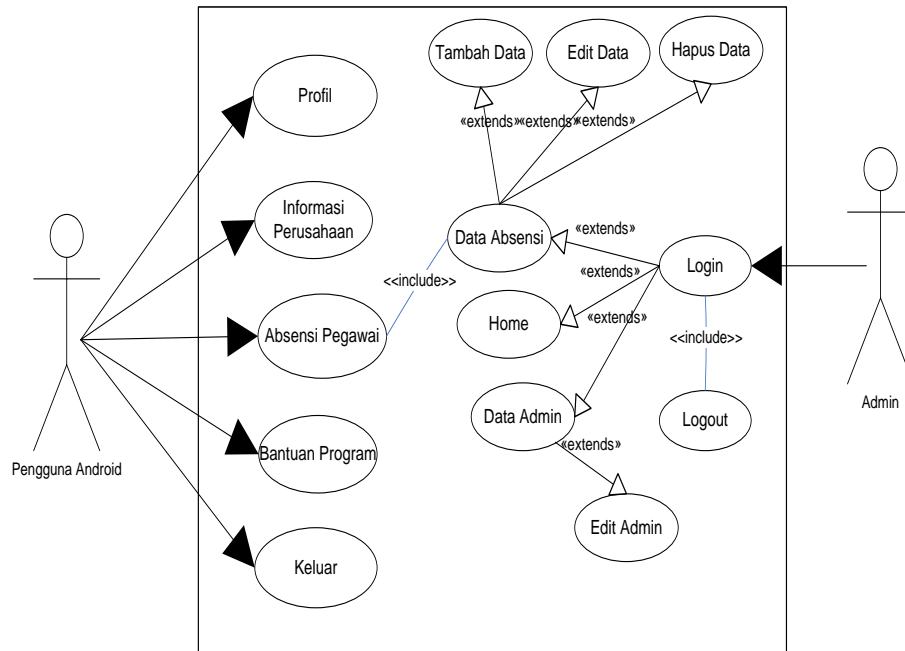 Tambah Data
Edit Data
Hapus Data
Profil
«extends»
«extends»
«extends»
Informasi
Perusahaan
Data Absensi
«extends»
Login
<<include>>
«extends»
Absensi Pegawai
Home
«extends»
<<include>>
Admin
Data Admin
Logout
«extends»
Bantuan Program
Pengguna Android
Edit Admin
Keluar